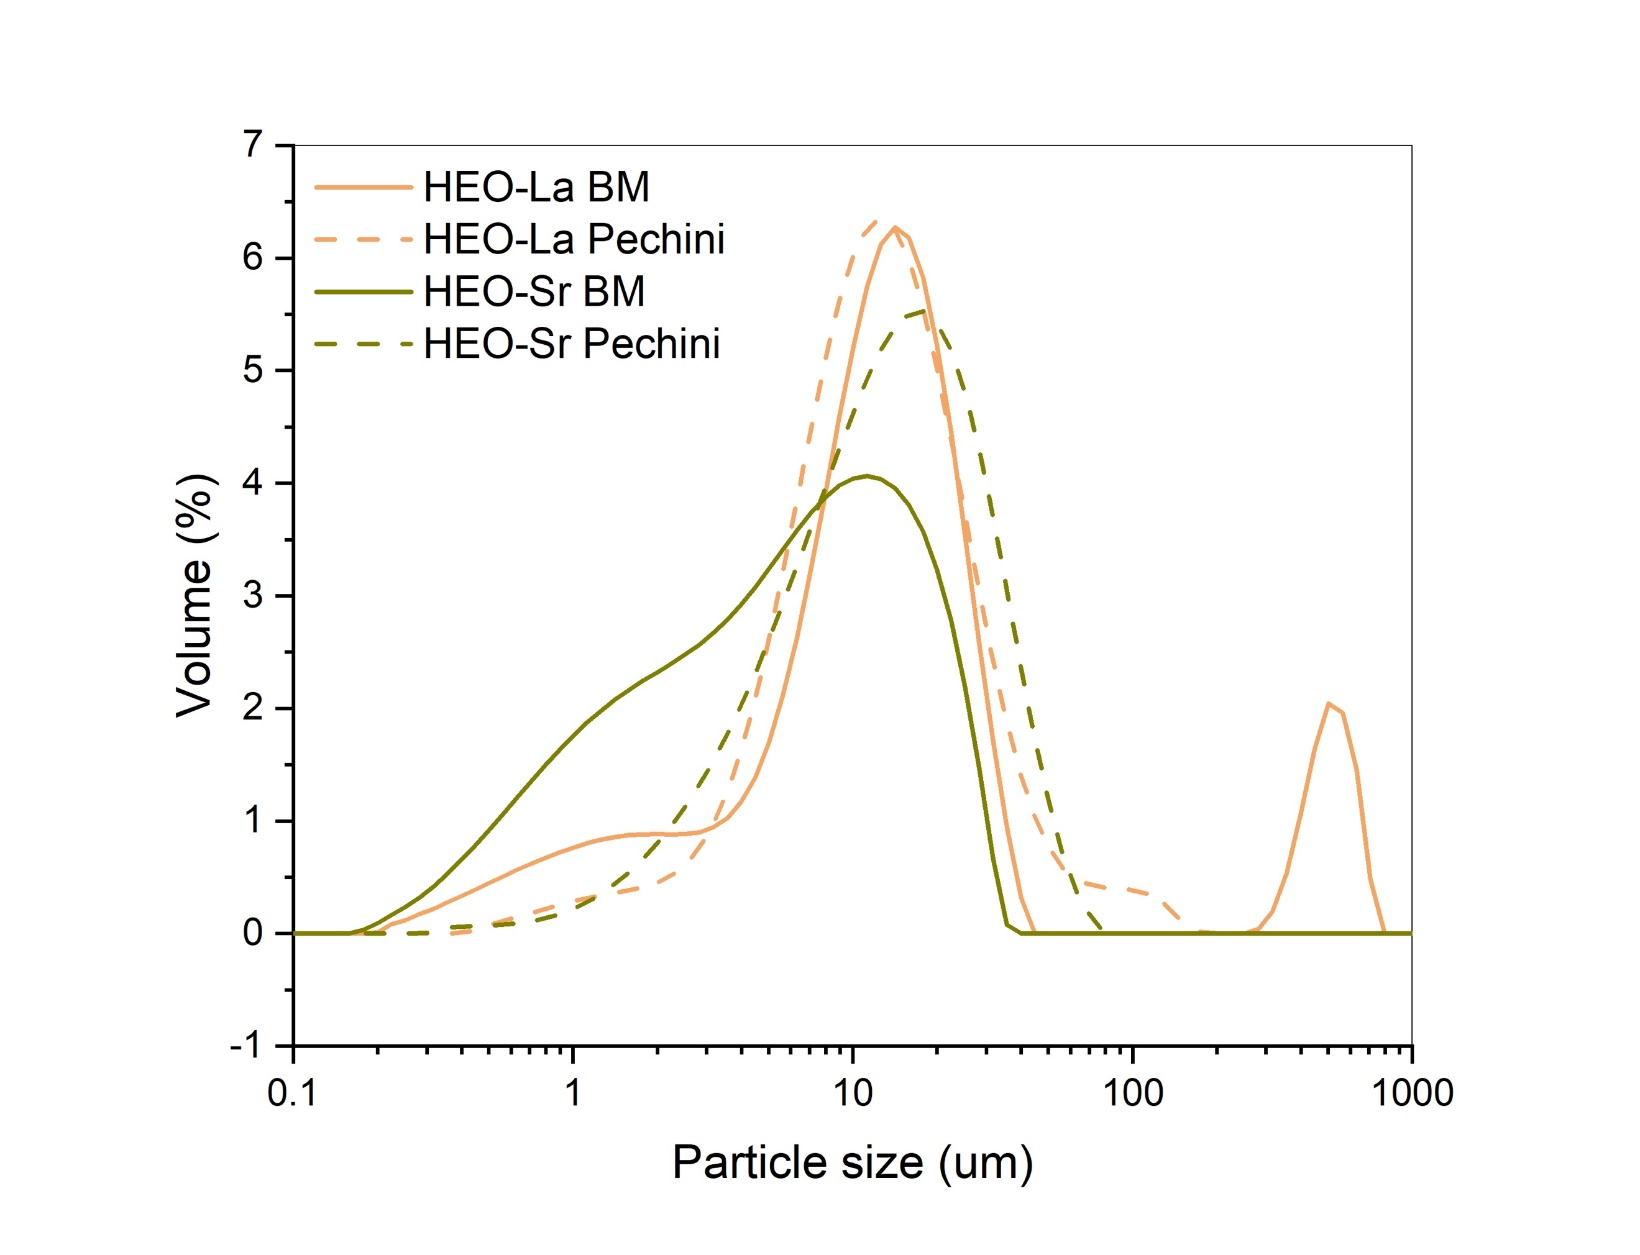 HEO-La BM
HEO-La Pechini
HEO-Sr BM
HEO-Sr Pechini
7
6
5
4
3
2
1
0
-1
Volume (%)
0.1 1 10 100 1000
Particle size (um)